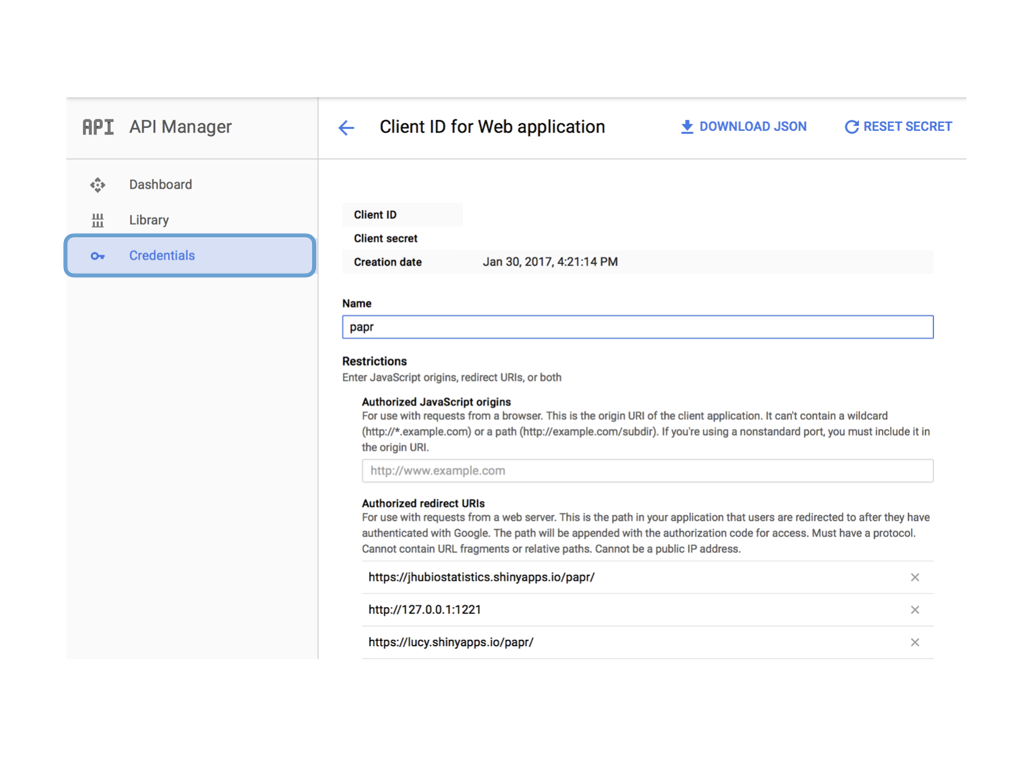 API API Manager
Client ID for Web application
DOWNLOAD JSON
RESET SECRET
Dashboard
Library
Credentials
Client ID
Client secret
Creation date Jan 30, 2017, 4:21:14 PM
Name
papr
Restrictions
Enter JavaScript origins, redirect URIs, or both
Authorized JavaScript origins
For use with requests from a browser. This is the origin URI of the client application. It can't contain a wildcard
(http://*.example.com) or a path (http://example.com/subdir). If you're using a nonstandard port, you must include it in
the origin URI.
http://www.example.com
Authorized redirect URIs
For use with requests from a web server. This is the path in your application that users are redirected to after they have
authenticated with Google. The path will be appended with the authorization code for access. Must have a protocol.
Cannot contain URL fragments or relative paths. Cannot be a public IP address.
https://jhubiostatistics.shinyapps.io/papr/
http://127.0.0.1:1221
https://lucy.shinyapps.io/papr/